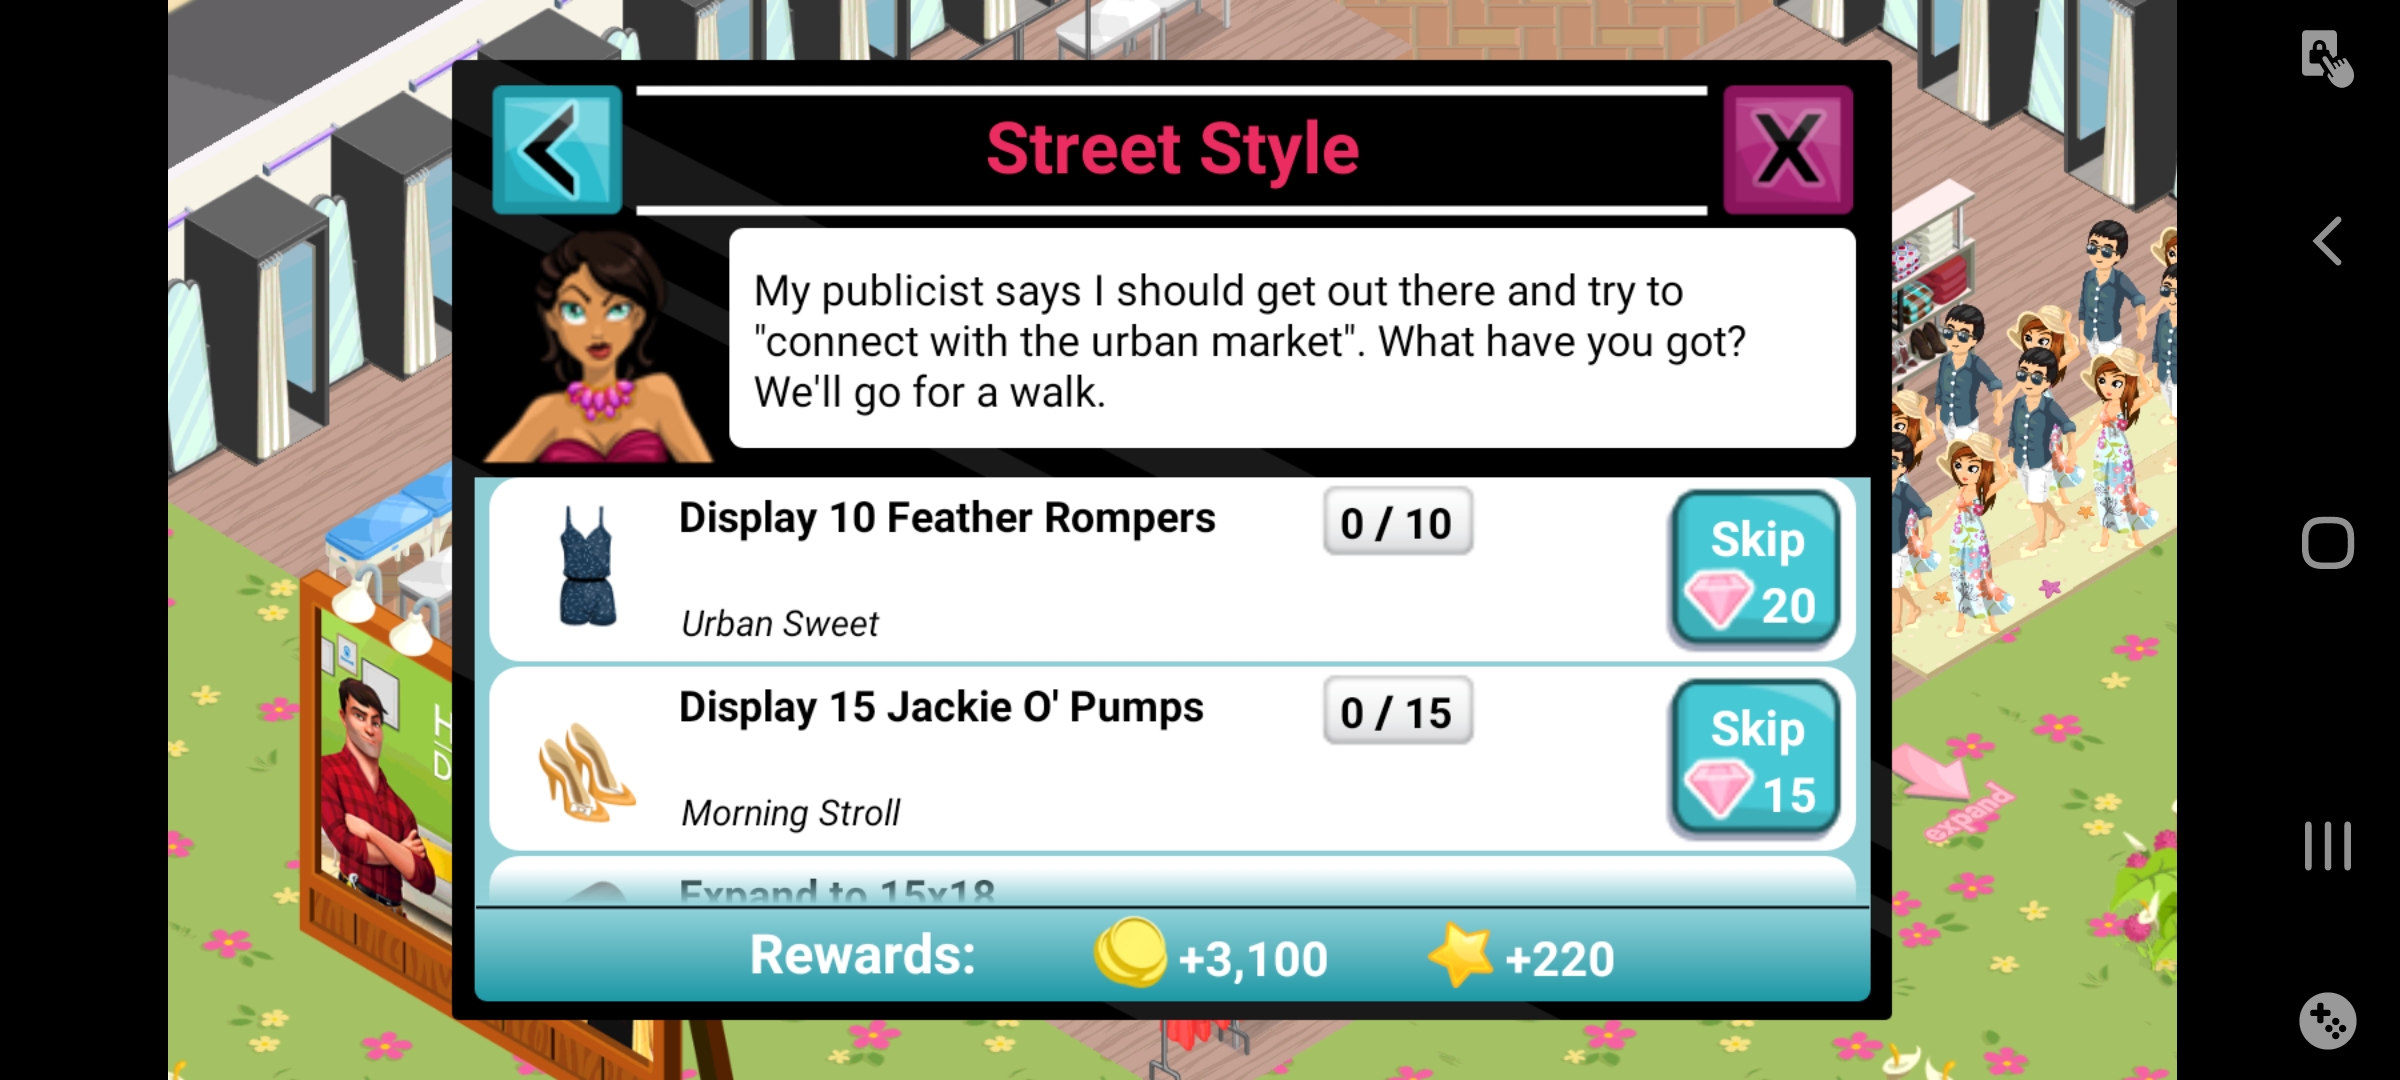 Street Style
My publicist says I should get out there and try to
"connect with the urban market". What have you got?
We'll go for a walk.
Display 10 Feather Rompers
0 / 10
Skip
20
Urban Sweet
Display 15 Jackie O' Pumps
0 / 15
Skip
15
Morning Stroll
Expand to 15x18
Rewards:
+3,100
+220
H
D
expand